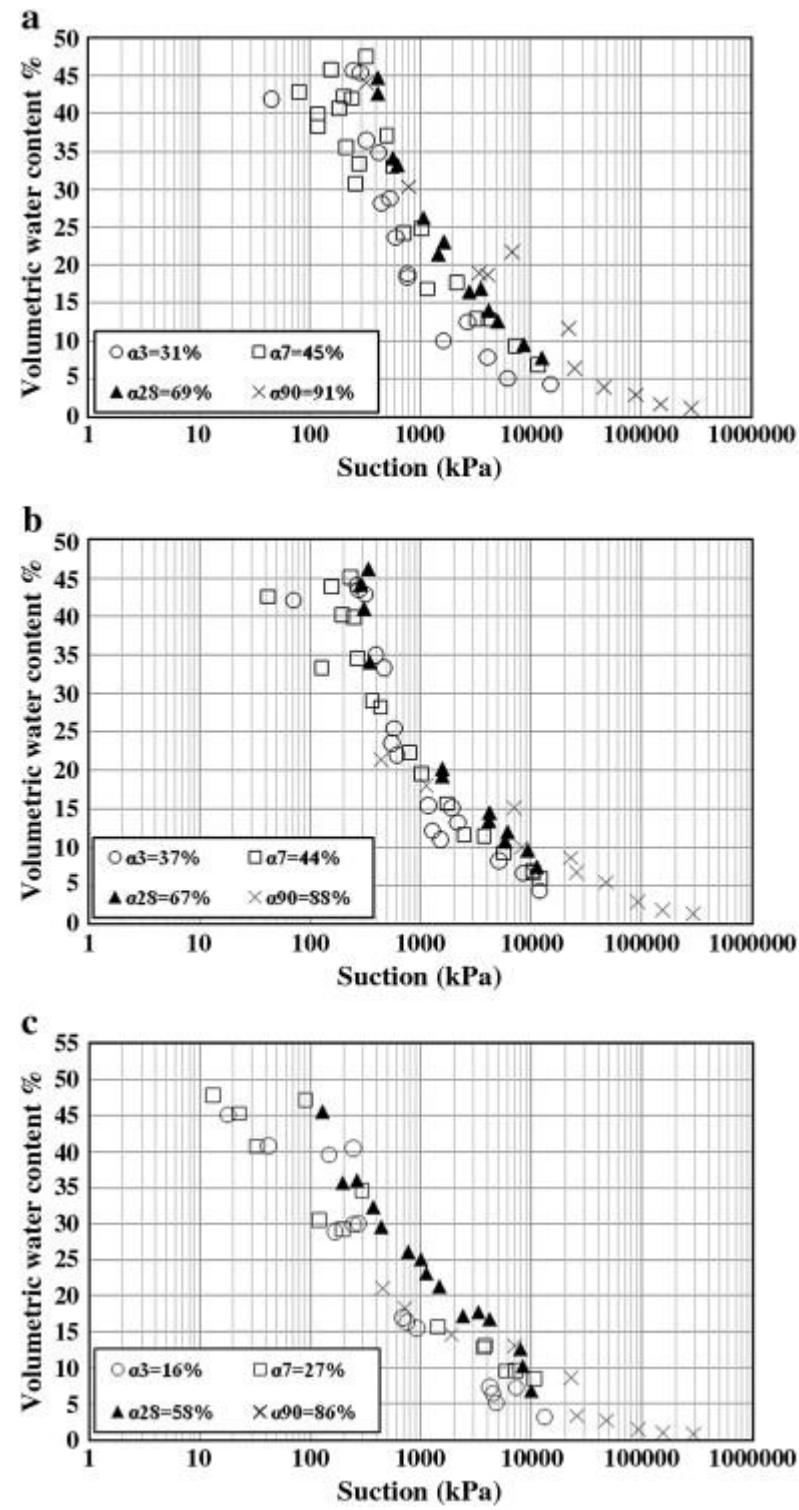 a
50
45
40
35
30
25
20
15
10
5
0
Volumetric water content %
α3=31% α7=45%
α28=69% α90=91%
1 10 100 1000 10000 100000 1000000
Suction (kPa)
b
50
45
40
35
30
25
20
15
10
5
0
Volumetric water content %
α3=37% α7=44%
α28=67% α90=88%
1 10 100 1000 10000 100000 1000000
Suction (kPa)
c
55
50
45
40
35
30
25
20
15
10
5
0
Volumetric water content %
α3=16% α7=27%
α28=58% α90=86%
1 10 100 1000 10000 100000 1000000
Suction (kPa)